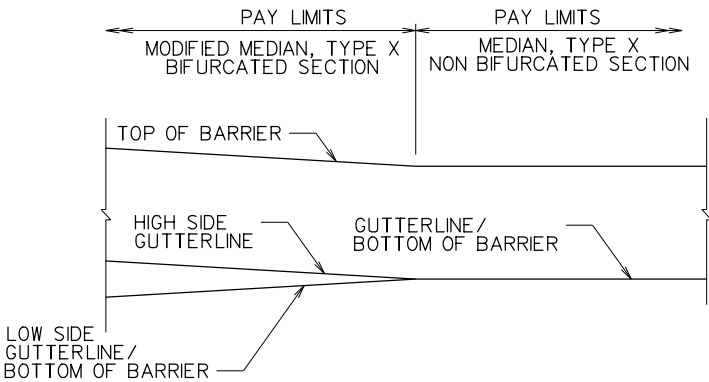 PAY LIMITS
MODIFIED MEDIAN, TYPE X
BIFURCATED SECTION
PAY LIMITS
MEDIAN, TYPE X
NON BIFURCATED SECTION
TOP OF BARRIER
HIGH SIDE
GUTTERLINE
GUTTERLINE/
BOTTOM OF BARRIER
LOW SIDE
GUTTERLINE/
BOTTOM OF BARRIER